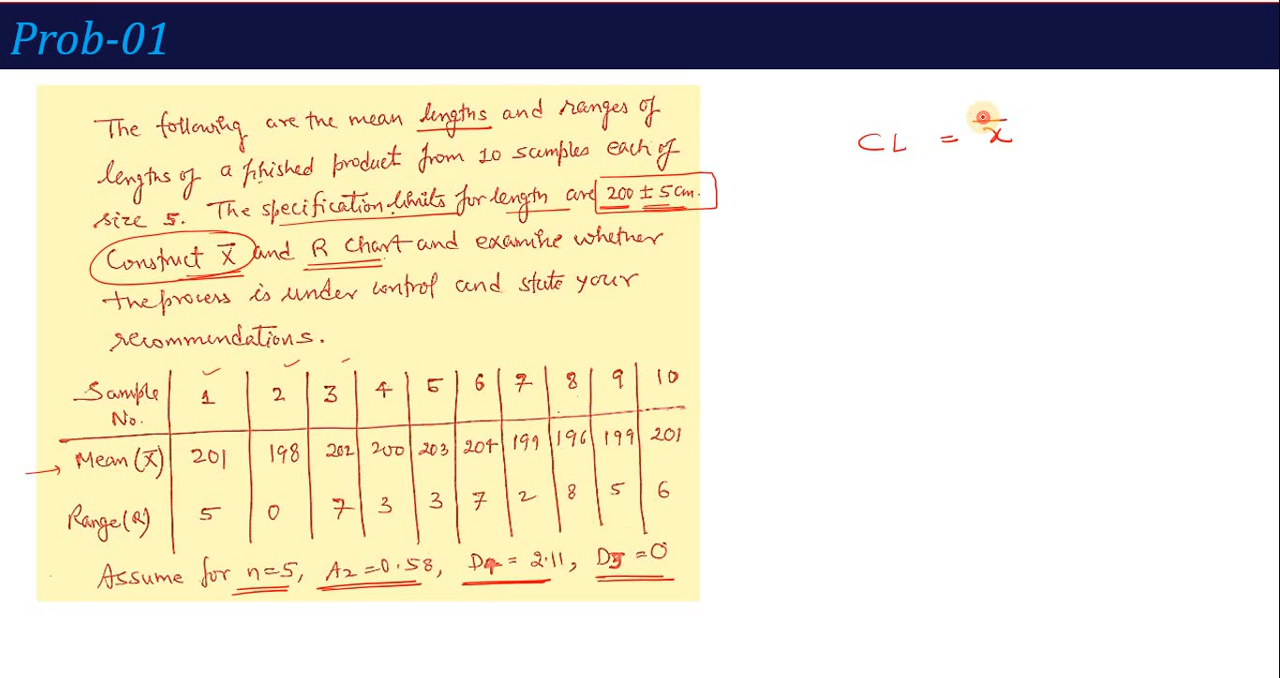 Prob-01
The following are the mean lengths and ranges of
lengths of a finished product from 10 samples each of
size 5. The specification limits for length are 200 ± 5 cm.
Construct X̄ and R Chart and examine whether
the process is under control and state your
recommendations.
Sample No. 1 2 3 4 5 6 7 8 9 10
Mean (X̄) 201 198 202 200 203 204 199 196 199 201
Range (R) 5 0 7 3 3 7 2 8 5 6
Assume for n=5, A2=0.58, D4 = 2.11, D3 = 0
CL = x̿